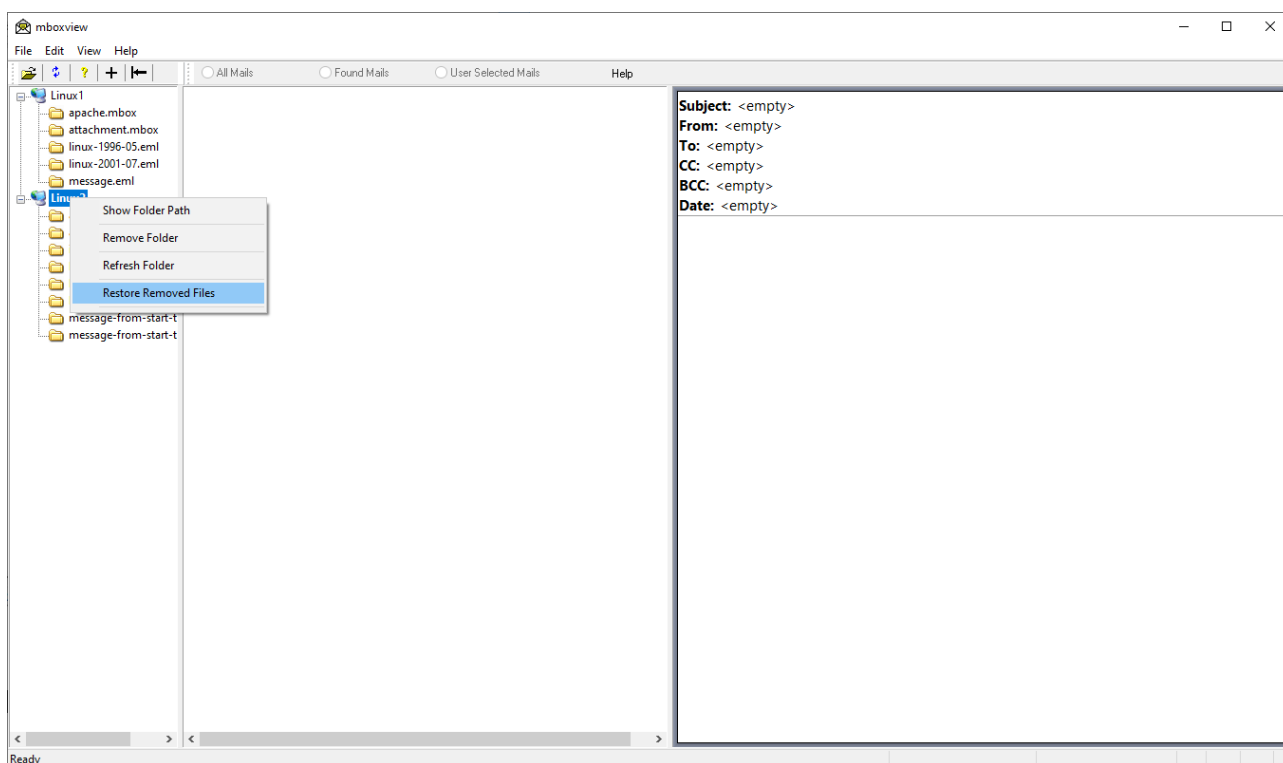 mboxview
File Edit View Help
All Mails Found Mails User Selected Mails Help
Linux1
apache.mbox
attachment.mbox
linux-1996-05.eml
linux-2001-07.eml
message.eml
Show Folder Path
Remove Folder
Refresh Folder
Restore Removed Files
message-from-start-t
message-from-start-t
Subject: <empty>
From: <empty>
To: <empty>
CC: <empty>
BCC: <empty>
Date: <empty>
Ready